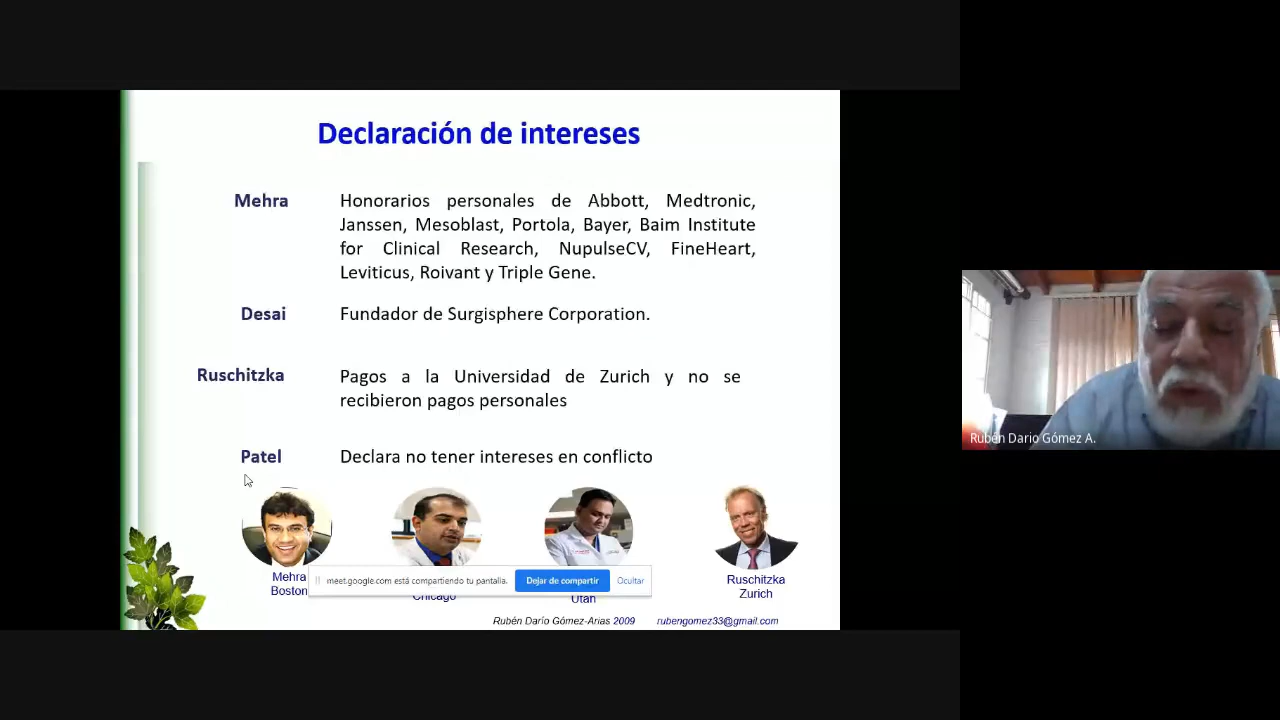 Declaración de intereses
Mehra
Honorarios personales de Abbott, Medtronic,
Janssen, Mesoblast, Portola, Bayer, Baim Institute
for Clinical Research, NupulseCV, FineHeart,
Leviticus, Roivant y Triple Gene.
Desai
Fundador de Surgisphere Corporation.
Ruschitzka
Pagos a la Universidad de Zurich y no se
recibieron pagos personales
Patel
Declara no tener intereses en conflicto
Mehra
Boston
Chicago
Utah
Ruschitzka
Zurich
meet.google.com está compartiendo tu pantalla.
Dejar de compartir
Ocultar
Rubén Darío Gómez-Arias 2009 rubengomez33@gmail.com
Rubén Dario Gómez A.